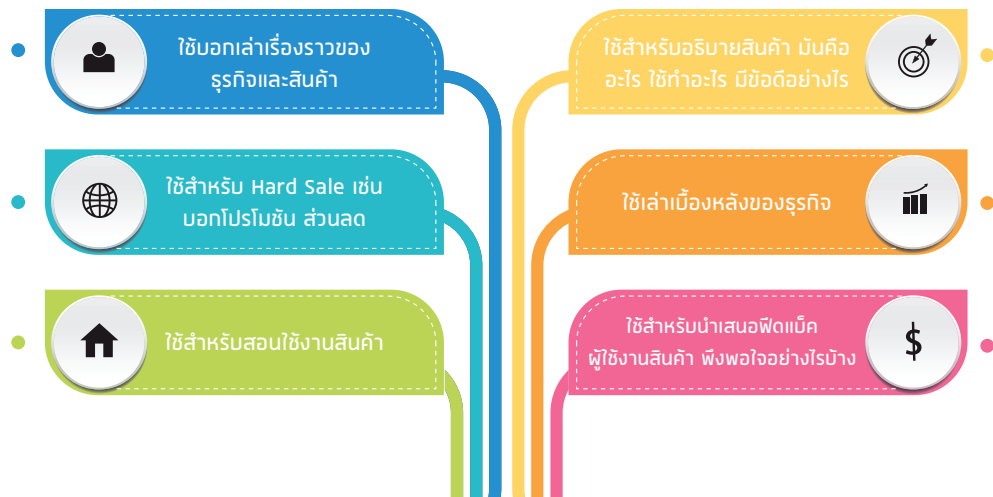 ใช้บอกเล่าเรื่องราวของ
ธุรกิจและสินค้า
ใช้สำหรับ Hard Sale เช่น
บอกโปรโมชัน ส่วนลด
ใช้สำหรับสอนใช้งานสินค้า
ใช้สำหรับอธิบายสินค้า มันคือ
อะไร ใช้ทำอะไร มีข้อดีอย่างไร
ใช้เล่าเบื้องหลังของธุรกิจ
ใช้สำหรับนำเสนอฟีดแบ็ค
ผู้ใช้งานสินค้า พึงพอใจอย่างไรบ้าง
$